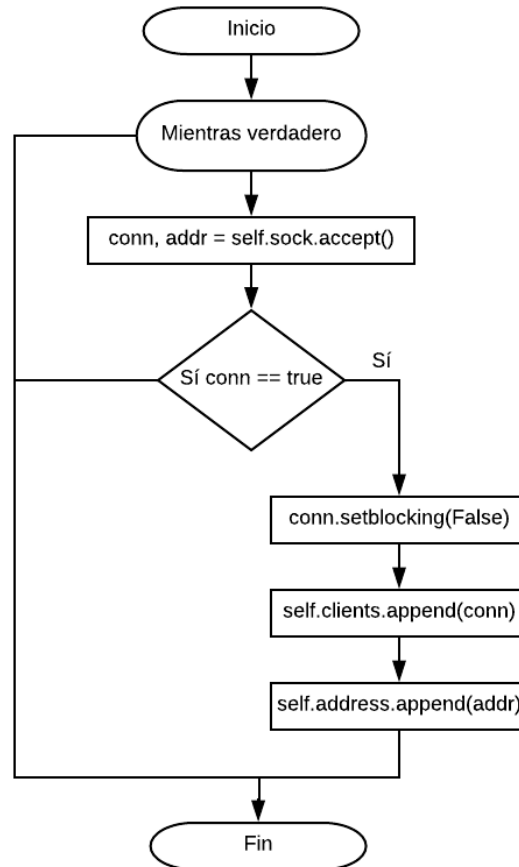 Inicio
Mientras verdadero
conn, addr = self.sock.accept()
Sí conn == true
Sí
conn.setblocking(False)
self.clients.append(conn)
self.address.append(addr)
Fin